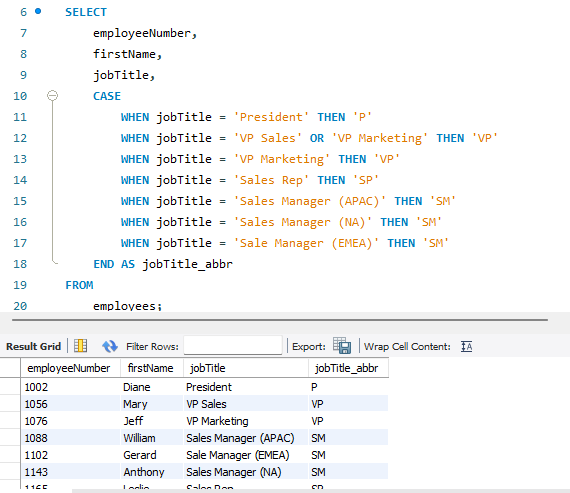 6 SELECT
7 employeeNumber,
8 firstName,
9 jobTitle,
10 CASE
11 WHEN jobTitle = 'President' THEN 'P'
12 WHEN jobTitle = 'VP Sales' OR 'VP Marketing' THEN 'VP'
13 WHEN jobTitle = 'VP Marketing' THEN 'VP'
14 WHEN jobTitle = 'Sales Rep' THEN 'SP'
15 WHEN jobTitle = 'Sales Manager (APAC)' THEN 'SM'
16 WHEN jobTitle = 'Sales Manager (NA)' THEN 'SM'
17 WHEN jobTitle = 'Sale Manager (EMEA)' THEN 'SM'
18 END AS jobTitle_abbr
19 FROM
20 employees;
Result Grid Filter Rows: Export: Wrap Cell Content: IA
employeeNumber firstName jobTitle jobTitle_abbr
1002 Diane President P
1056 Mary VP Sales VP
1076 Jeff VP Marketing VP
1088 William Sales Manager (APAC) SM
1102 Gerard Sale Manager (EMEA) SM
1143 Anthony Sales Manager (NA) SM
1165 Leslie Sales Rep SP